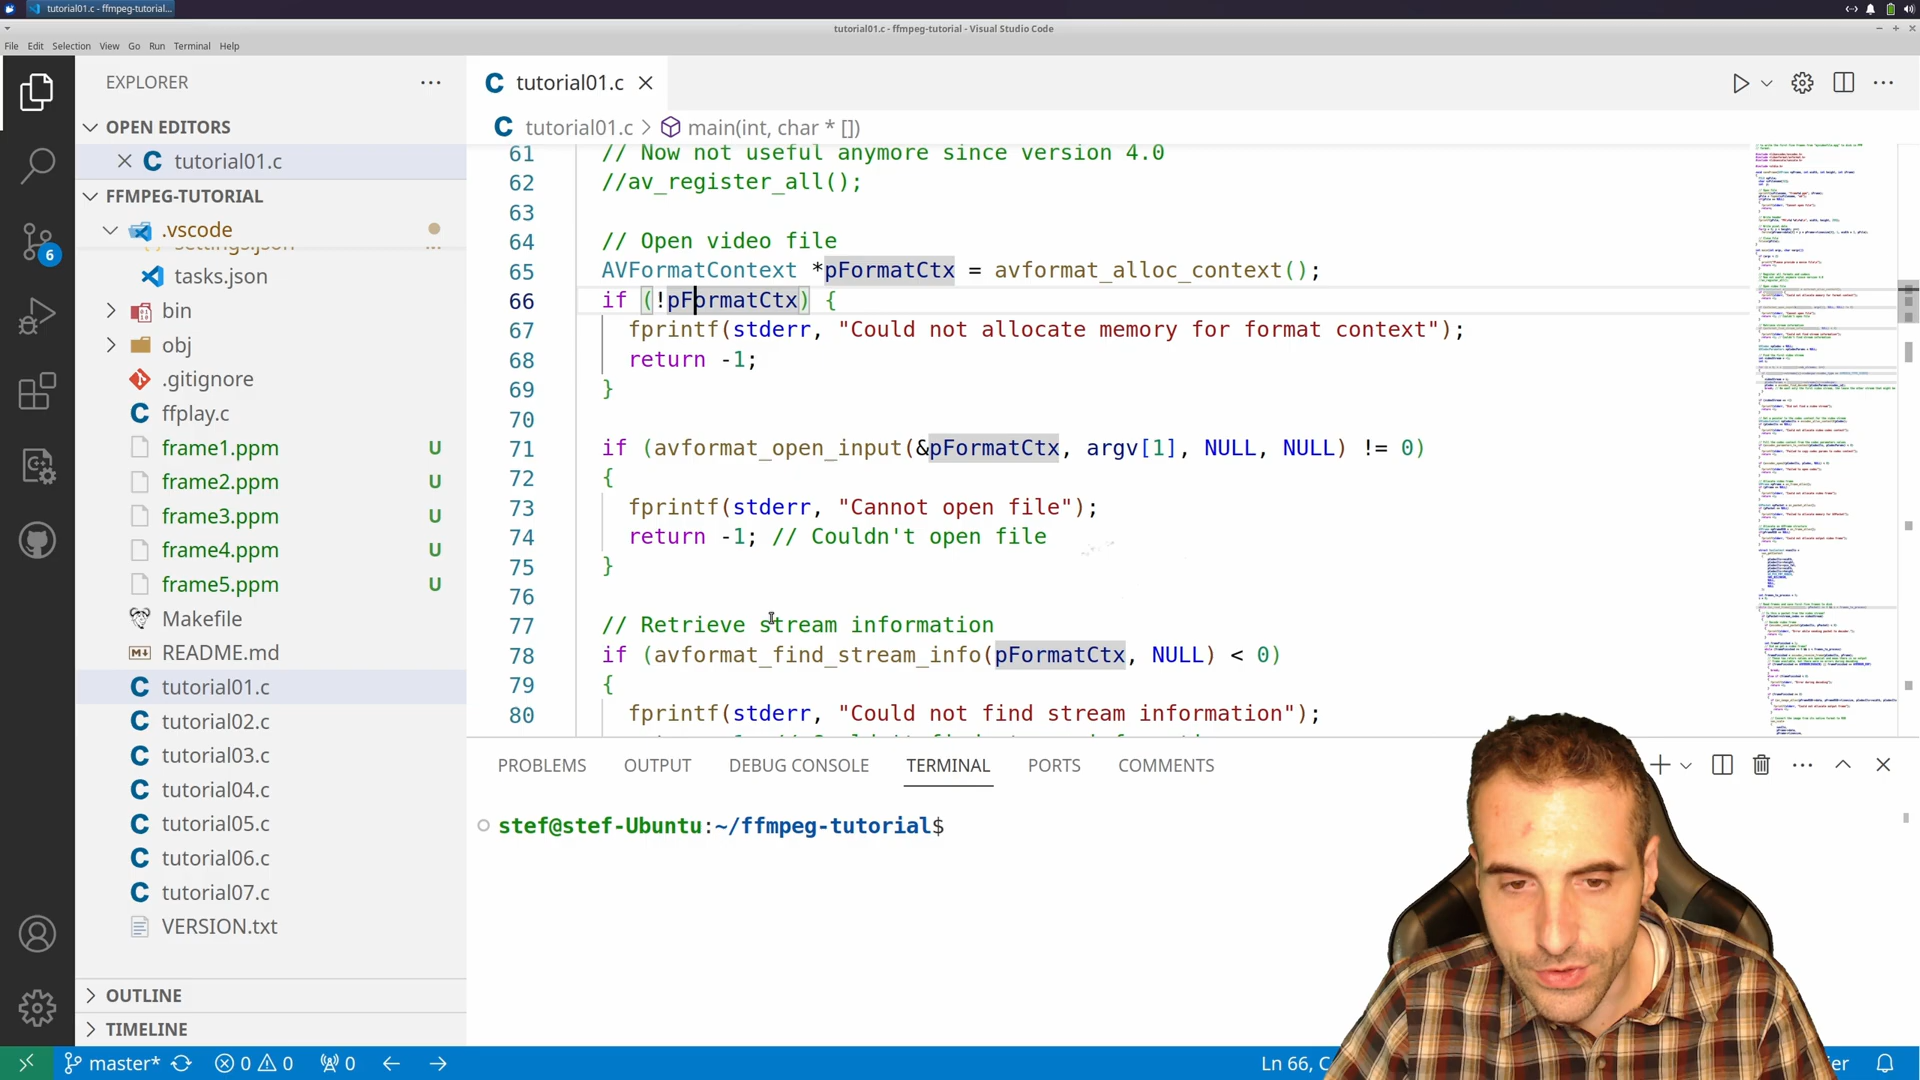 tutorial01.c - ffmpeg-tutorial...
tutorial01.c - ffmpeg-tutorial - Visual Studio Code
File Edit Selection View Go Run Terminal Help
EXPLORER
tutorial01.c
OPEN EDITORS
tutorial01.c > main(int, char * [])
tutorial01.c
FFMPEG-TUTORIAL
.vscode
settings.json
tasks.json
bin
obj
.gitignore
ffplay.c
frame1.ppm U
frame2.ppm U
frame3.ppm U
frame4.ppm U
frame5.ppm U
Makefile
README.md
tutorial01.c
tutorial02.c
tutorial03.c
tutorial04.c
tutorial05.c
tutorial06.c
tutorial07.c
VERSION.txt
OUTLINE
TIMELINE
6
61 // Now not useful anymore since version 4.0
62 //av_register_all();
63
64 // Open video file
65 AVFormatContext *pFormatCtx = avformat_alloc_context();
66 if (!pFormatCtx) {
67 fprintf(stderr, "Could not allocate memory for format context");
68 return -1;
69 }
70
71 if (avformat_open_input(&pFormatCtx, argv[1], NULL, NULL) != 0)
72 {
73 fprintf(stderr, "Cannot open file");
74 return -1; // Couldn't open file
75 }
76
77 // Retrieve stream information
78 if (avformat_find_stream_info(pFormatCtx, NULL) < 0)
79 {
80 fprintf(stderr, "Could not find stream information");
PROBLEMS OUTPUT DEBUG CONSOLE TERMINAL PORTS COMMENTS
stef@stef-Ubuntu:~/ffmpeg-tutorial$
master* 0 0 0 Ln 66, C